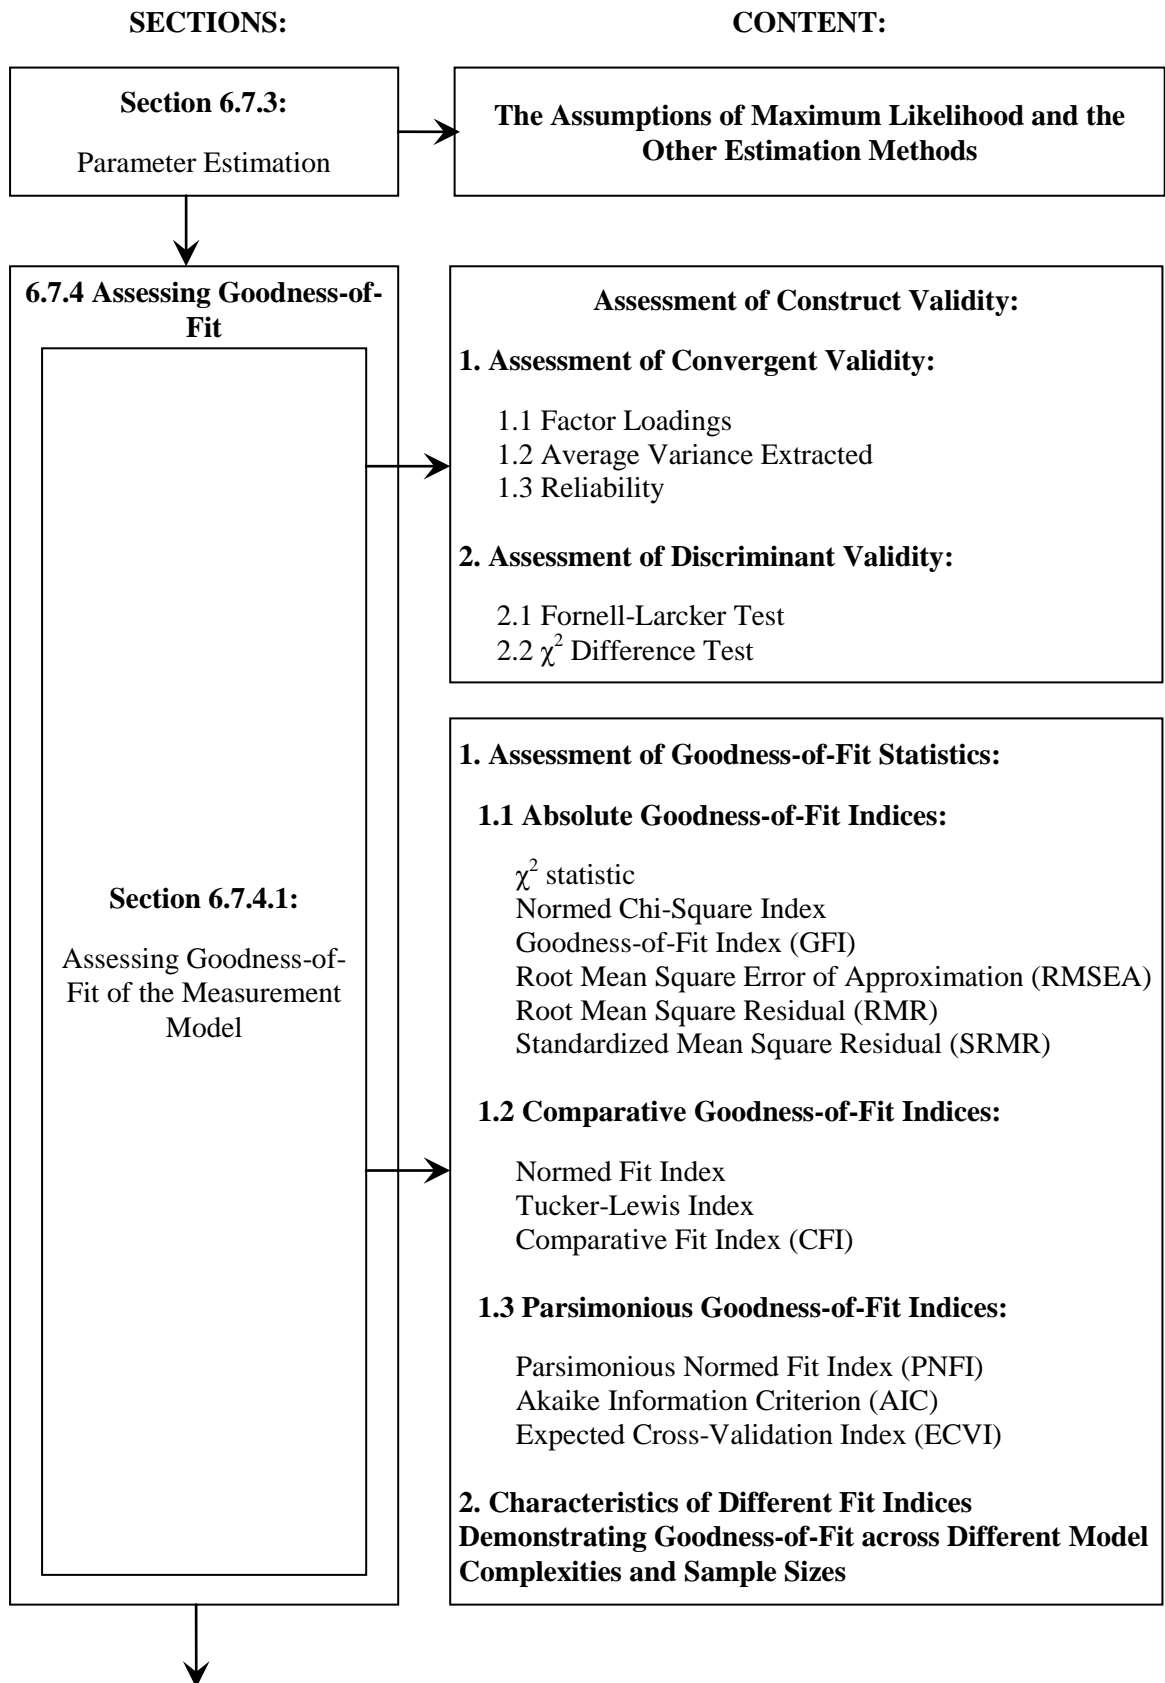 SECTIONS:
CONTENT:
Section 6.7.3:
Parameter Estimation
The Assumptions of Maximum Likelihood and the
Other Estimation Methods
6.7.4 Assessing Goodness-of-
Fit
Section 6.7.4.1:
Assessing Goodness-of-
Fit of the Measurement
Model
Assessment of Construct Validity:
1. Assessment of Convergent Validity:
1.1 Factor Loadings
1.2 Average Variance Extracted
1.3 Reliability
2. Assessment of Discriminant Validity:
2.1 Fornell-Larcker Test
2.2 χ² Difference Test
1. Assessment of Goodness-of-Fit Statistics:
1.1 Absolute Goodness-of-Fit Indices:
χ² statistic
Normed Chi-Square Index
Goodness-of-Fit Index (GFI)
Root Mean Square Error of Approximation (RMSEA)
Root Mean Square Residual (RMR)
Standardized Mean Square Residual (SRMR)
1.2 Comparative Goodness-of-Fit Indices:
Normed Fit Index
Tucker-Lewis Index
Comparative Fit Index (CFI)
1.3 Parsimonious Goodness-of-Fit Indices:
Parsimonious Normed Fit Index (PNFI)
Akaike Information Criterion (AIC)
Expected Cross-Validation Index (ECVI)
2. Characteristics of Different Fit Indices
Demonstrating Goodness-of-Fit across Different Model
Complexities and Sample Sizes